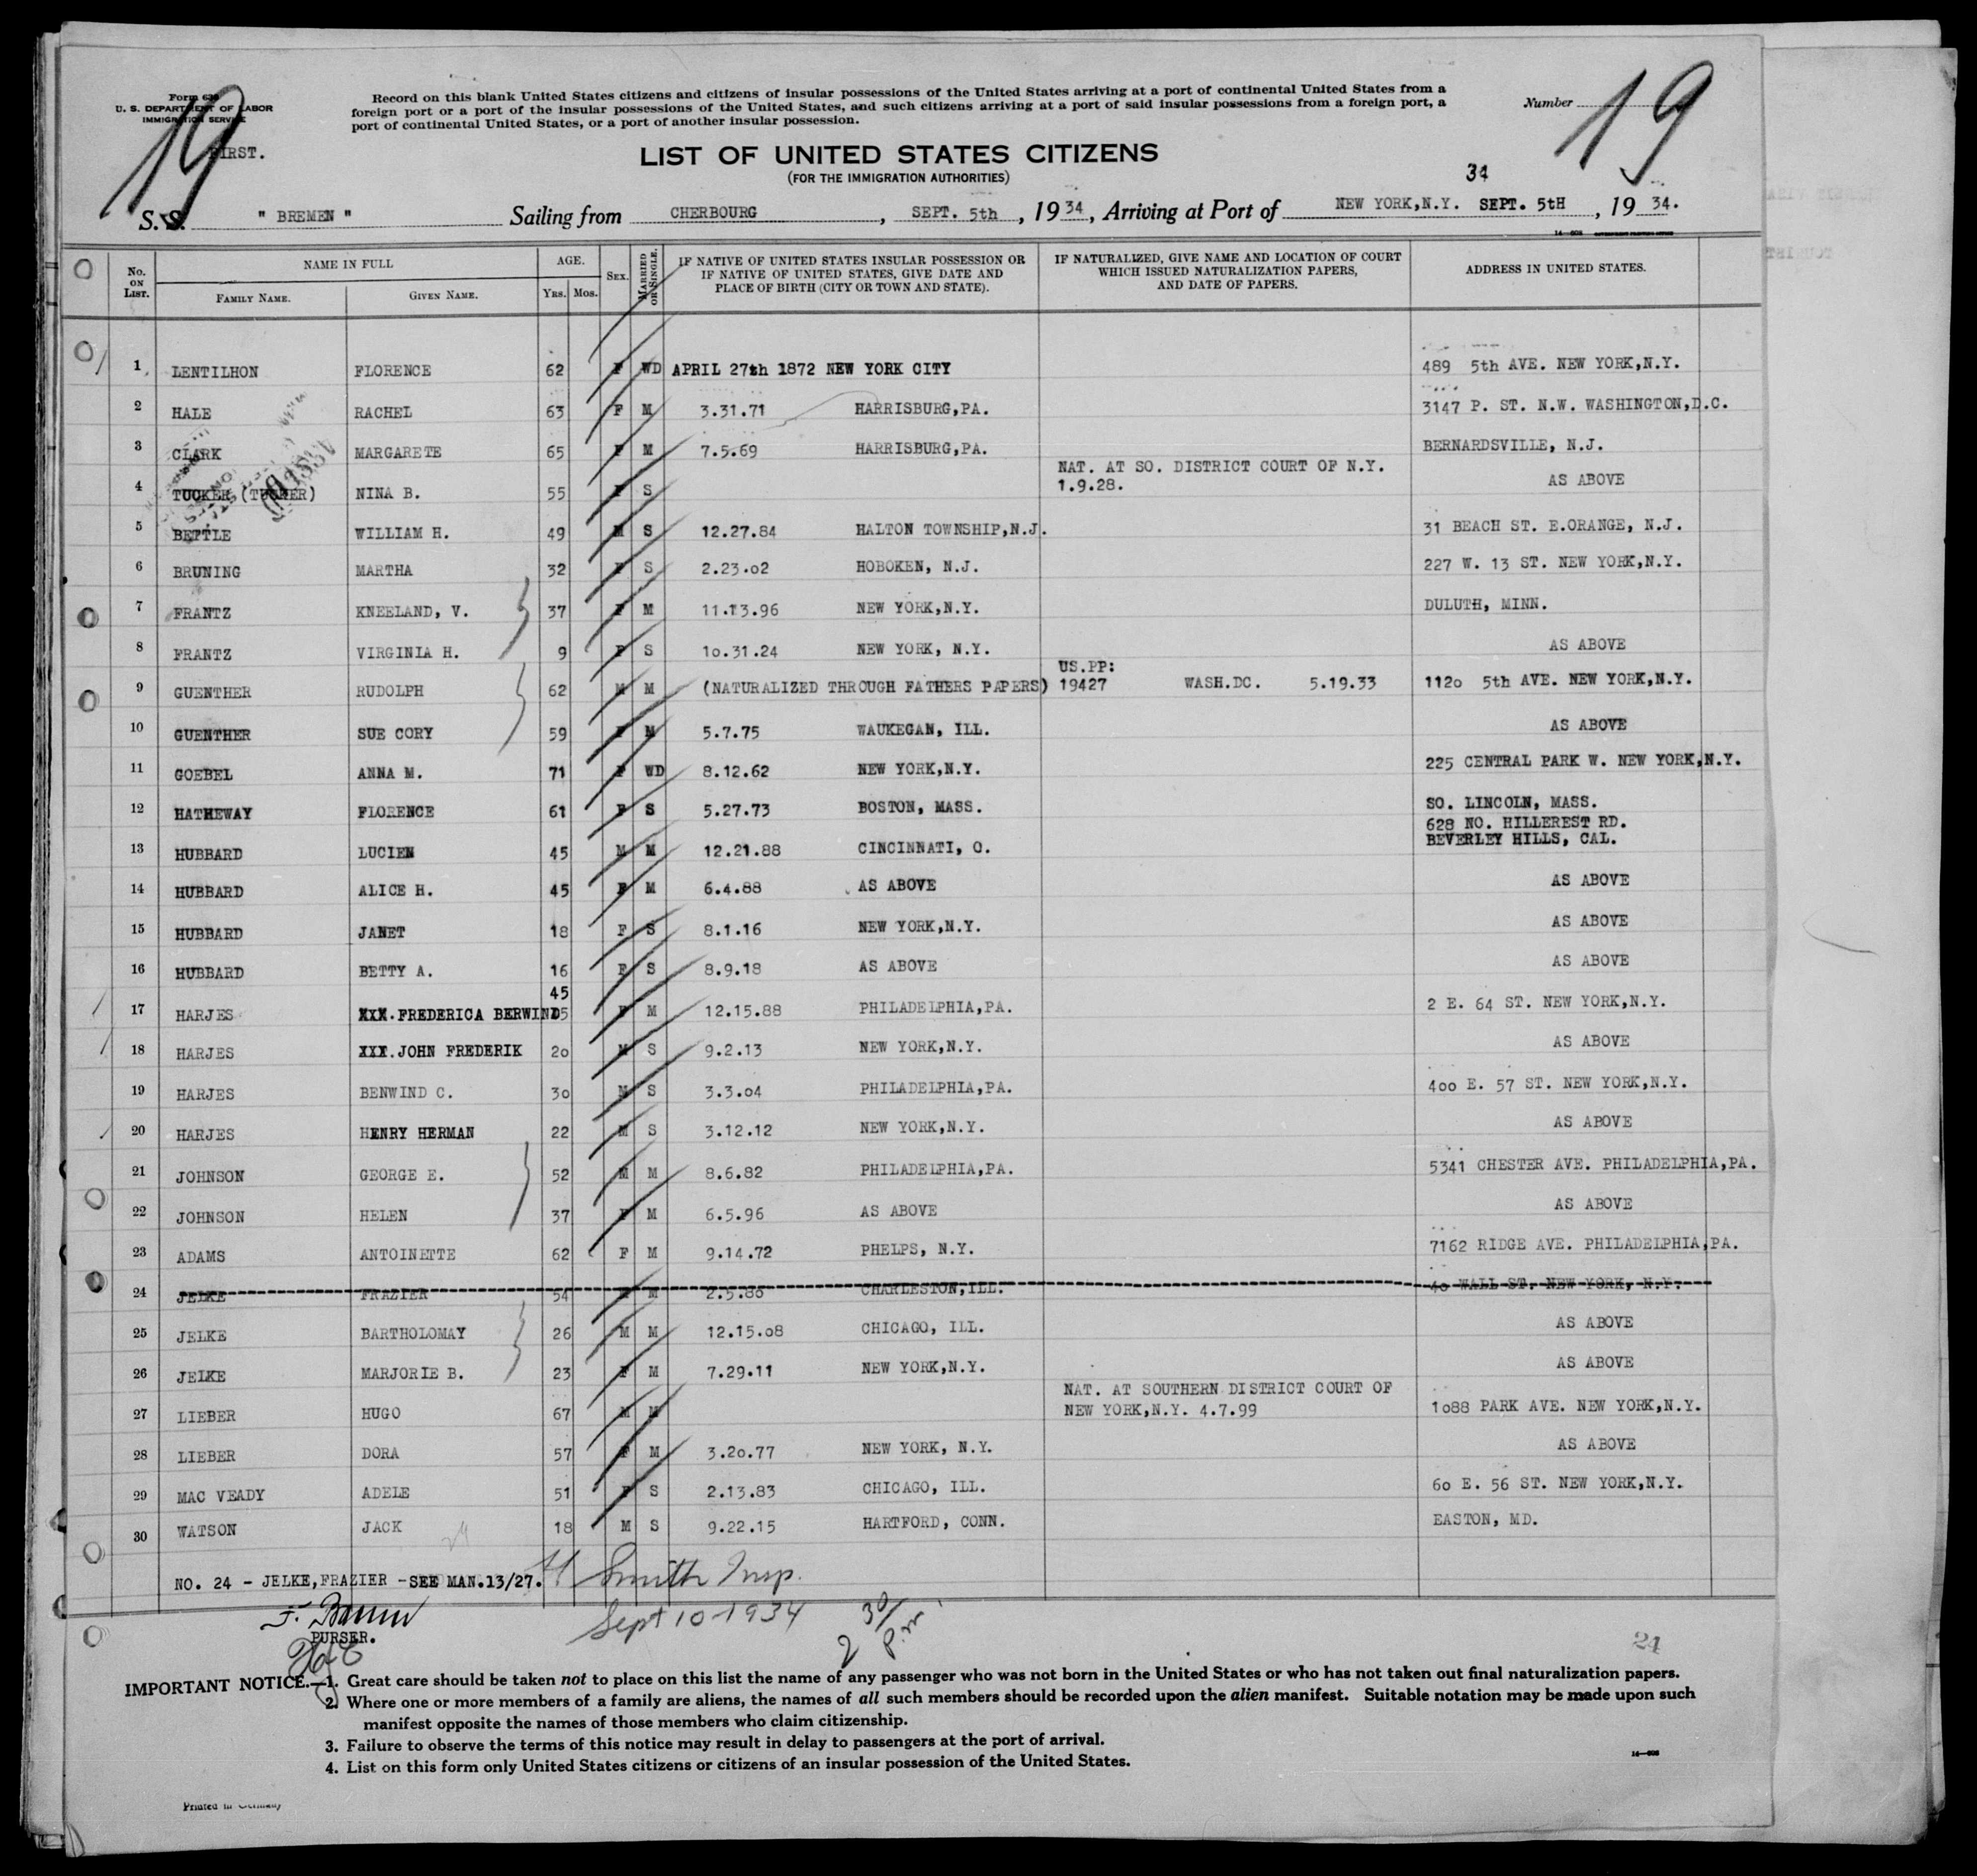 19
Form 630
U. S. DEPARTMENT OF LABOR
IMMIGRATION SERVICE
FIRST.
Record on this blank United States citizens and citizens of insular possessions of the United States arriving at a port of continental United States from a
foreign port or a port of the insular possessions of the United States, and such citizens arriving at a port of said insular possessions from a foreign port, a
port of continental United States, or a port of another insular possession.
Number 19
LIST OF UNITED STATES CITIZENS
(FOR THE IMMIGRATION AUTHORITIES)
34
S. S. " BREMEN " Sailing from CHERBOURG , SEPT. 5th , 19 34 , Arriving at Port of NEW YORK,N.Y. SEPT. 5TH , 19 34.
No. ON LIST. NAME IN FULL FAMILY NAME. GIVEN NAME. AGE. YRS. MOS. SEX. MARRIED OR SINGLE. IF NATIVE OF UNITED STATES INSULAR POSSESSION OR IF NATIVE OF UNITED STATES, GIVE DATE AND PLACE OF BIRTH (CITY OR TOWN AND STATE). IF NATURALIZED, GIVE NAME AND LOCATION OF COURT WHICH ISSUED NATURALIZATION PAPERS, AND DATE OF PAPERS. ADDRESS IN UNITED STATES.
1 LENTILHON FLORENCE 62 F WD APRIL 27th 1872 NEW YORK CITY 489 5th AVE. NEW YORK,N.Y.
2 HALE RACHEL 63 F M 3.31.71 HARRISBURG,PA. 3147 P. ST. N.W. WASHINGTON,D.C.
3 CLARK MARGARETE 65 F M 7.5.69 HARRISBURG,PA. BERNARDSVILLE, N.J.
4 TUCKER (TUCKER) NINA B. 55 F S NAT. AT SO. DISTRICT COURT OF N.Y. 1.9.28. AS ABOVE
5 BETTLE WILLIAM H. 49 M S 12.27.84 HALTON TOWNSHIP,N.J. 31 BEACH ST. E.ORANGE, N.J.
6 BRUNING MARTHA 32 F S 2.23.02 HOBOKEN, N.J. 227 W. 13 ST. NEW YORK,N.Y.
7 FRANTZ KNEELAND, V. 37 F M 11.13.96 NEW YORK,N.Y. DULUTH, MINN.
8 FRANTZ VIRGINIA H. 9 F S 10.31.24 NEW YORK, N.Y. AS ABOVE
9 GUENTHER RUDOLPH 62 M M (NATURALIZED THROUGH FATHERS PAPERS) US.PP: 19427 WASH.DC. 5.19.33 1120 5th AVE. NEW YORK,N.Y.
10 GUENTHER SUE CORY 59 F M 5.7.75 WAUKEGAN, ILL. AS ABOVE
11 GOEBEL ANNA M. 71 F WD 8.12.62 NEW YORK,N.Y. 225 CENTRAL PARK W. NEW YORK,N.Y.
12 HATHEWAY FLORENCE 61 F S 5.27.73 BOSTON, MASS. SO. LINCOLN, MASS.
13 HUBBARD LUCIEN 45 M M 12.21.88 CINCINNATI, O. 628 NO. HILLEREST RD. BEVERLEY HILLS, CAL.
14 HUBBARD ALICE H. 45 F M 6.4.88 AS ABOVE AS ABOVE
15 HUBBARD JANET 18 F S 8.1.16 NEW YORK,N.Y. AS ABOVE
16 HUBBARD BETTY A. 16 F S 8.9.18 AS ABOVE AS ABOVE
45
17 HARJES XXX.FREDERICA BERWIND F M 12.15.88 PHILADELPHIA,PA. 2 E. 64 ST. NEW YORK,N.Y.
18 HARJES XXX.JOHN FREDERIK 20 M S 9.2.13 NEW YORK,N.Y. AS ABOVE
19 HARJES BENWIND C. 30 M S 3.3.04 PHILADELPHIA,PA. 400 E. 57 ST. NEW YORK,N.Y.
20 HARJES HENRY HERMAN 22 M S 3.12.12 NEW YORK,N.Y. AS ABOVE
21 JOHNSON GEORGE E. 52 M M 8.6.82 PHILADELPHIA,PA. 5341 CHESTER AVE. PHILADELPHIA,PA.
22 JOHNSON HELEN 37 F M 6.5.96 AS ABOVE AS ABOVE
23 ADAMS ANTOINETTE 62 F M 9.14.72 PHELPS, N.Y. 7162 RIDGE AVE. PHILADELPHIA,PA.
24 JELKE FRAZIER 54 M M 2.5.80 CHARLESTON,ILL. 40 WALL ST. NEW YORK, N.Y.
25 JELKE BARTHOLOMAY 26 M M 12.15.08 CHICAGO, ILL. AS ABOVE
26 JELKE MARJORIE B. 23 F M 7.29.11 NEW YORK,N.Y. AS ABOVE
27 LIEBER HUGO 67 M M NAT. AT SOUTHERN DISTRICT COURT OF NEW YORK,N.Y. 4.7.99 1088 PARK AVE. NEW YORK,N.Y.
28 LIEBER DORA 57 F M 3.20.77 NEW YORK, N.Y. AS ABOVE
29 MAC VEADY ADELE 51 F S 2.13.83 CHICAGO, ILL. 60 E. 56 ST. NEW YORK,N.Y.
30 WATSON JACK 18 M S 9.22.15 HARTFORD, CONN. EASTON, MD.
29
NO. 24 - JELKE,FRAZIER - SEE MAN.13/27. Smith Insp.
Sept 10-1934 2 30/ P.m.
PURSER.
24
IMPORTANT NOTICE.—1. Great care should be taken not to place on this list the name of any passenger who was not born in the United States or who has not taken out final naturalization papers.
2. Where one or more members of a family are aliens, the names of all such members should be recorded upon the alien manifest. Suitable notation may be made upon such
manifest opposite the names of those members who claim citizenship.
3. Failure to observe the terms of this notice may result in delay to passengers at the port of arrival.
4. List on this form only United States citizens or citizens of an insular possession of the United States.
Printed in Germany